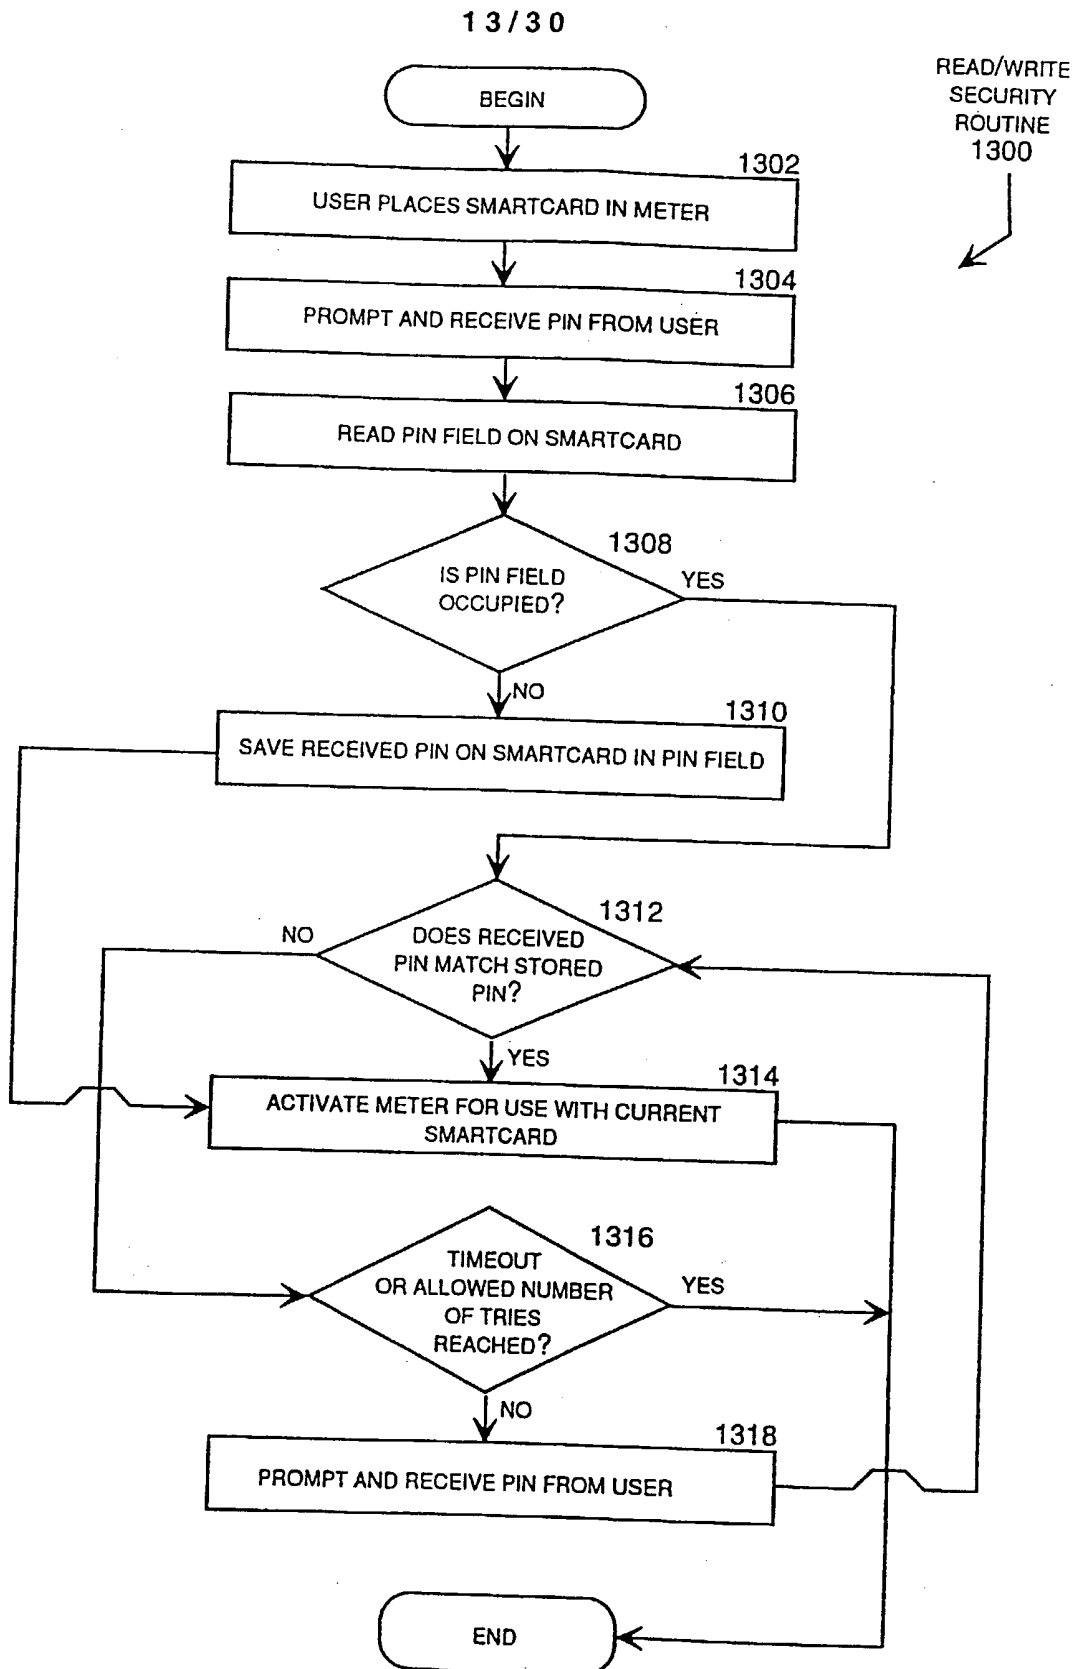 13/30
READ/WRITE
SECURITY
ROUTINE
1300
BEGIN
1302
USER PLACES SMARTCARD IN METER
1304
PROMPT AND RECEIVE PIN FROM USER
1306
READ PIN FIELD ON SMARTCARD
1308
IS PIN FIELD
OCCUPIED?
YES
NO
1310
SAVE RECEIVED PIN ON SMARTCARD IN PIN FIELD
1312
NO
DOES RECEIVED
PIN MATCH STORED
PIN?
YES
1314
ACTIVATE METER FOR USE WITH CURRENT
SMARTCARD
1316
TIMEOUT
OR ALLOWED NUMBER
OF TRIES
REACHED?
YES
NO
1318
PROMPT AND RECEIVE PIN FROM USER
END